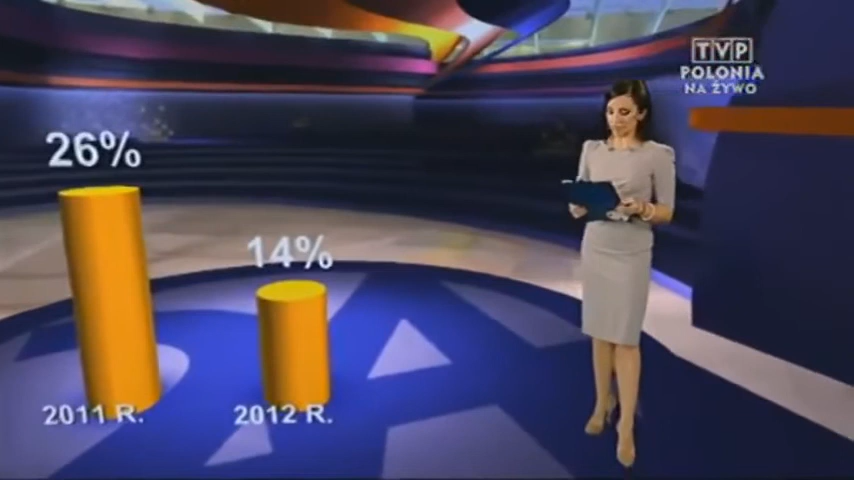 TVP
POLONIA
NA ŻYWO
26%
14%
2011 R.
2012 R.